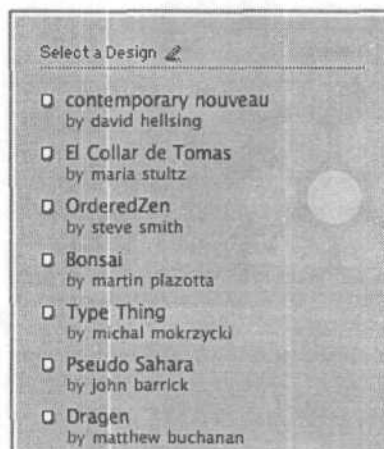 Select a Design
contemporary nouveau
by david hellsing
El Collar de Tomas
by maria stultz
OrderedZen
by steve smith
Bonsai
by martin plazotta
Type Thing
by michal mokrzycki
Pseudo Sahara
by john barrick
Dragen
by matthew buchanan